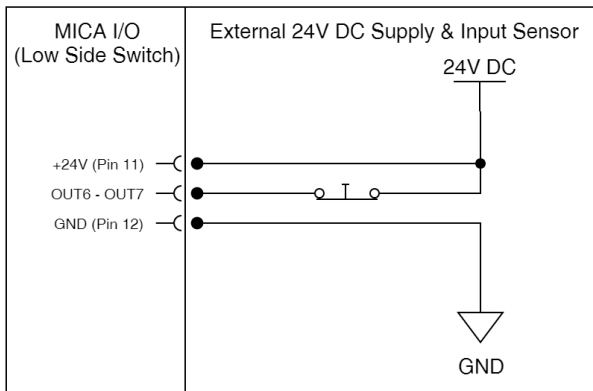 MICA I/O
(Low Side Switch)
External 24V DC Supply & Input Sensor
24V DC
+24V (Pin 11)
OUT6 - OUT7
GND (Pin 12)
GND